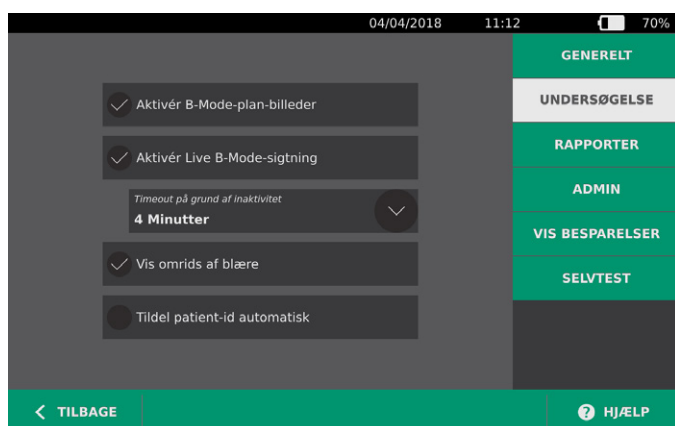 04/04/2018 11:12 70%
GENERELT
UNDERSØGELSE
RAPPORTER
ADMIN
VIS BESPARELSER
SELVTEST
Aktivér B-Mode-plan-billeder
Aktivér Live B-Mode-sigtning
Timeout på grund af inaktivitet
4 Minutter
Vis omrids af blære
Tildel patient-id automatisk
TILBAGE
? HJÆLP